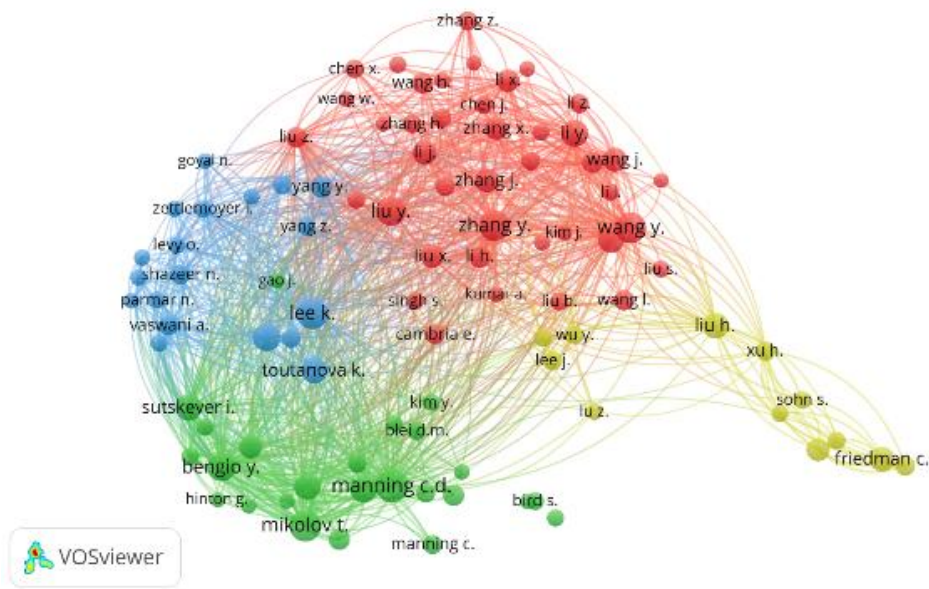 zhang z.
chen x.
wang h.
li x.
wang w.
chen j.
li z.
zhang h.
zhang x.
li y.
liu z.
li j.
wang j.
goyal n.
yang y.
zhang j.
li
zettlemoyer l.
liu y.
yang z.
zhang y.
kim j.
wang y.
levy o.
liu x.
li h.
shazeer n.
gao j.
liu s.
parmar n.
singh s.
kumar a.
liu b.
wang l.
lee k.
vaswani a.
cambria e.
wu y.
liu h.
lee j.
xu h.
toutanova k.
sutskever i.
kim y.
lu z.
sohn s.
blei d.m.
bengio y.
friedman c.
manning c.d.
hinton g.
bird s.
mikolov t.
manning c.
VOSviewer